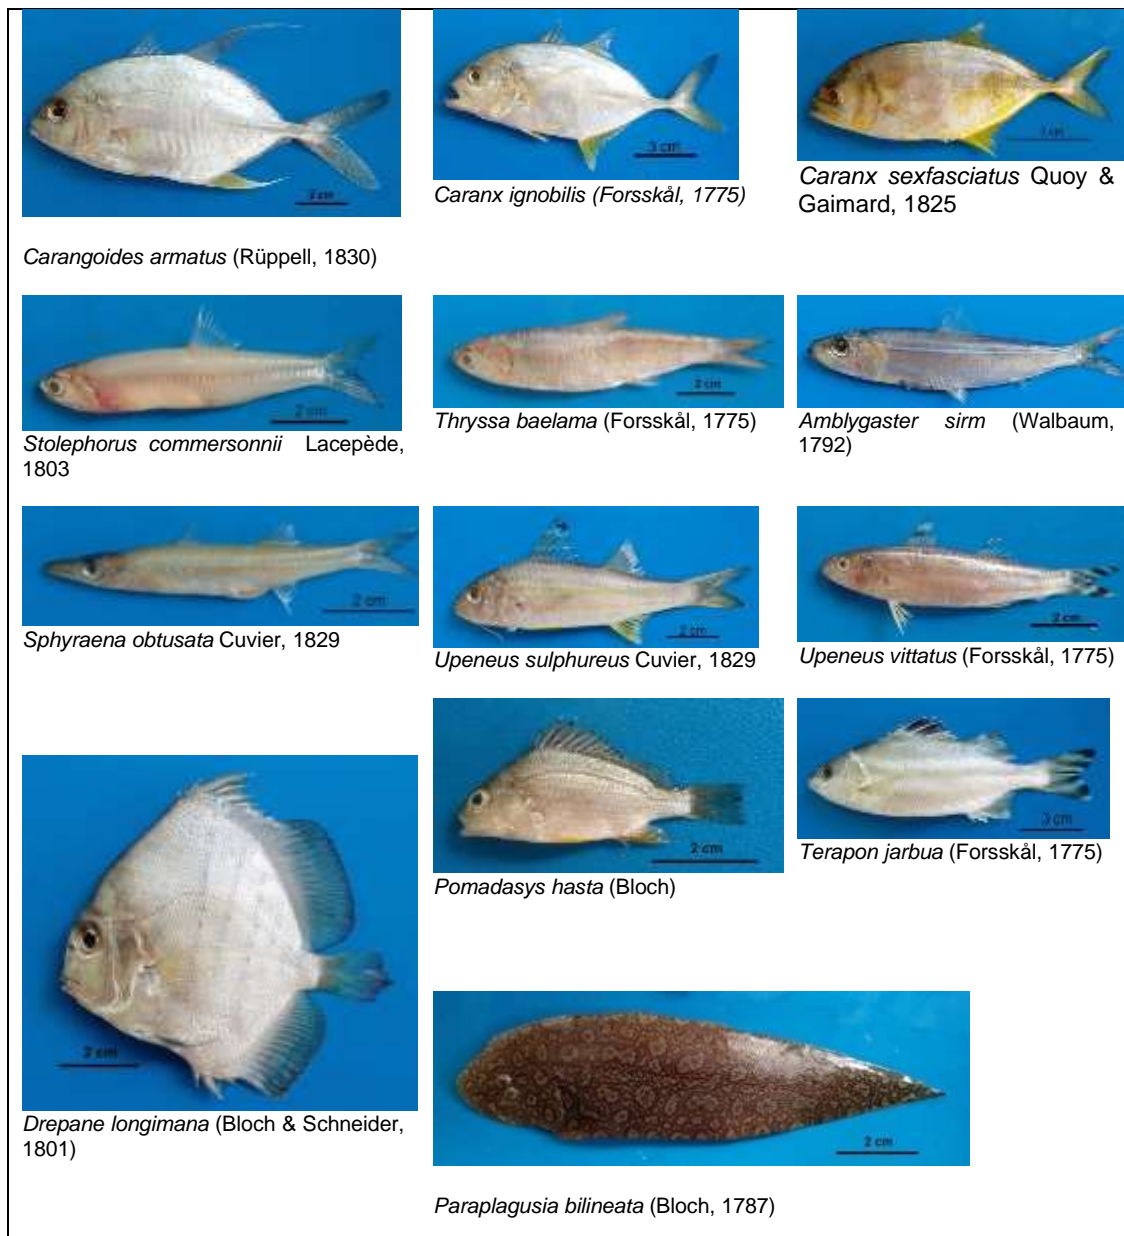 2 cm
3 cm
2 cm
Caranx ignobilis (Forsskål, 1775)
Caranx sexfasciatus Quoy &
Gaimard, 1825
Carangoides armatus (Rüppell, 1830)
2 cm
2 cm
Stolephorus commersonnii Lacepède,
1803
Thryssa baelama (Forsskål, 1775)
Amblygaster sirm (Walbaum,
1792)
2 cm
2 cm
2 cm
Sphyraena obtusata Cuvier, 1829
Upeneus sulphureus Cuvier, 1829
Upeneus vittatus (Forsskål, 1775)
2 cm
3 cm
Pomadasys hasta (Bloch)
Terapon jarbua (Forsskål, 1775)
2 cm
Drepane longimana (Bloch & Schneider,
1801)
2 cm
Paraplagusia bilineata (Bloch, 1787)